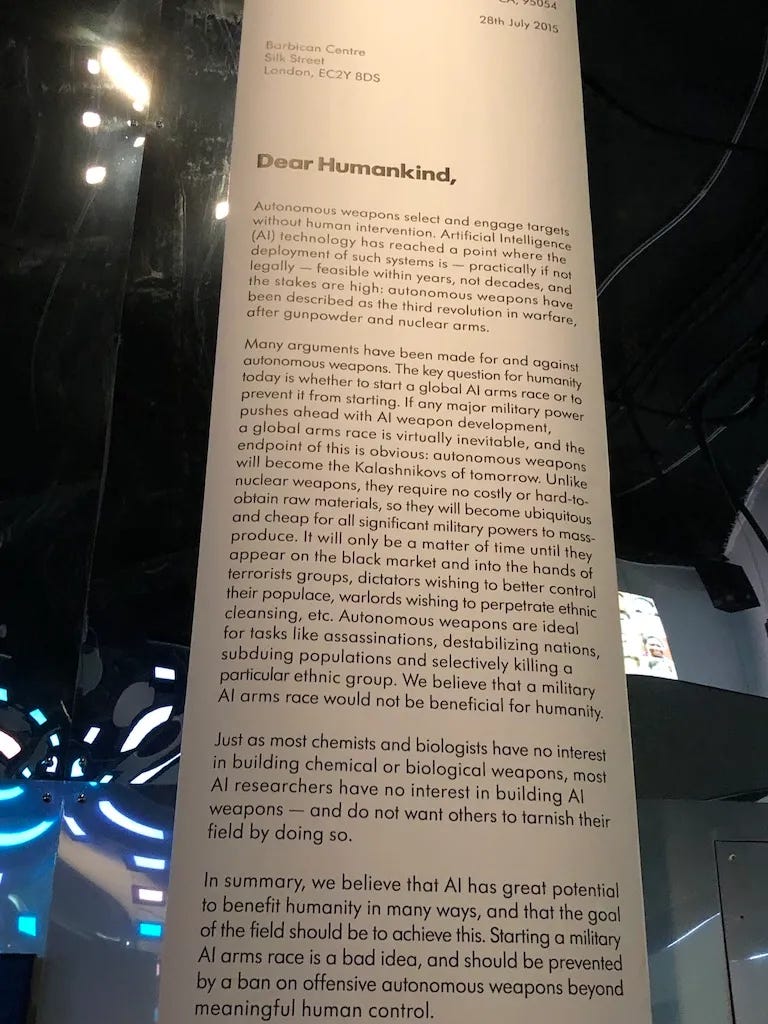 CA, 95054
28th July 2015
Barbican Centre
Silk Street
London, EC2Y 8DS
Dear Humankind,
Autonomous weapons select and engage targets
without human intervention. Artificial Intelligence
(AI) technology has reached a point where the
deployment of such systems is — practically if not
legally — feasible within years, not decades, and
the stakes are high: autonomous weapons have
been described as the third revolution in warfare,
after gunpowder and nuclear arms.
Many arguments have been made for and against
autonomous weapons. The key question for humanity
today is whether to start a global AI arms race or to
prevent it from starting. If any major military power
pushes ahead with AI weapon development,
a global arms race is virtually inevitable, and the
endpoint of this is obvious: autonomous weapons
will become the Kalashnikovs of tomorrow. Unlike
nuclear weapons, they require no costly or hard-to-
obtain raw materials, so they will become ubiquitous
and cheap for all significant military powers to mass-
produce. It will only be a matter of time until they
appear on the black market and into the hands of
terrorists groups, dictators wishing to better control
their populace, warlords wishing to perpetrate ethnic
cleansing, etc. Autonomous weapons are ideal
for tasks like assassinations, destabilizing nations,
subduing populations and selectively killing a
particular ethnic group. We believe that a military
AI arms race would not be beneficial for humanity.
Just as most chemists and biologists have no interest
in building chemical or biological weapons, most
AI researchers have no interest in building AI
weapons — and do not want others to tarnish their
field by doing so.
In summary, we believe that AI has great potential
to benefit humanity in many ways, and that the goal
of the field should be to achieve this. Starting a military
AI arms race is a bad idea, and should be prevented
by a ban on offensive autonomous weapons beyond
meaningful human control.